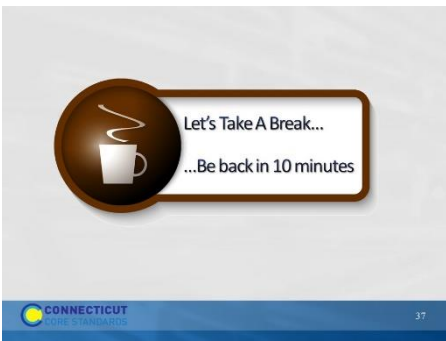 Let's Take A Break...
...Be back in 10 minutes
CONNECTICUT
CORE STANDARDS
37